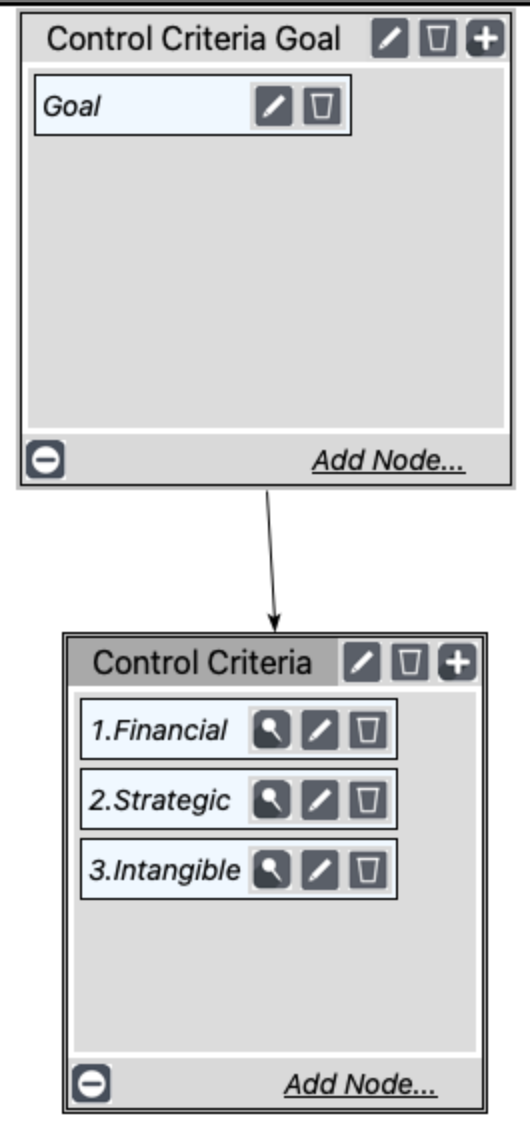 Control Criteria Goal
Goal
Add Node...
Control Criteria
1.Financial
2.Strategic
3.Intangible
Add Node...